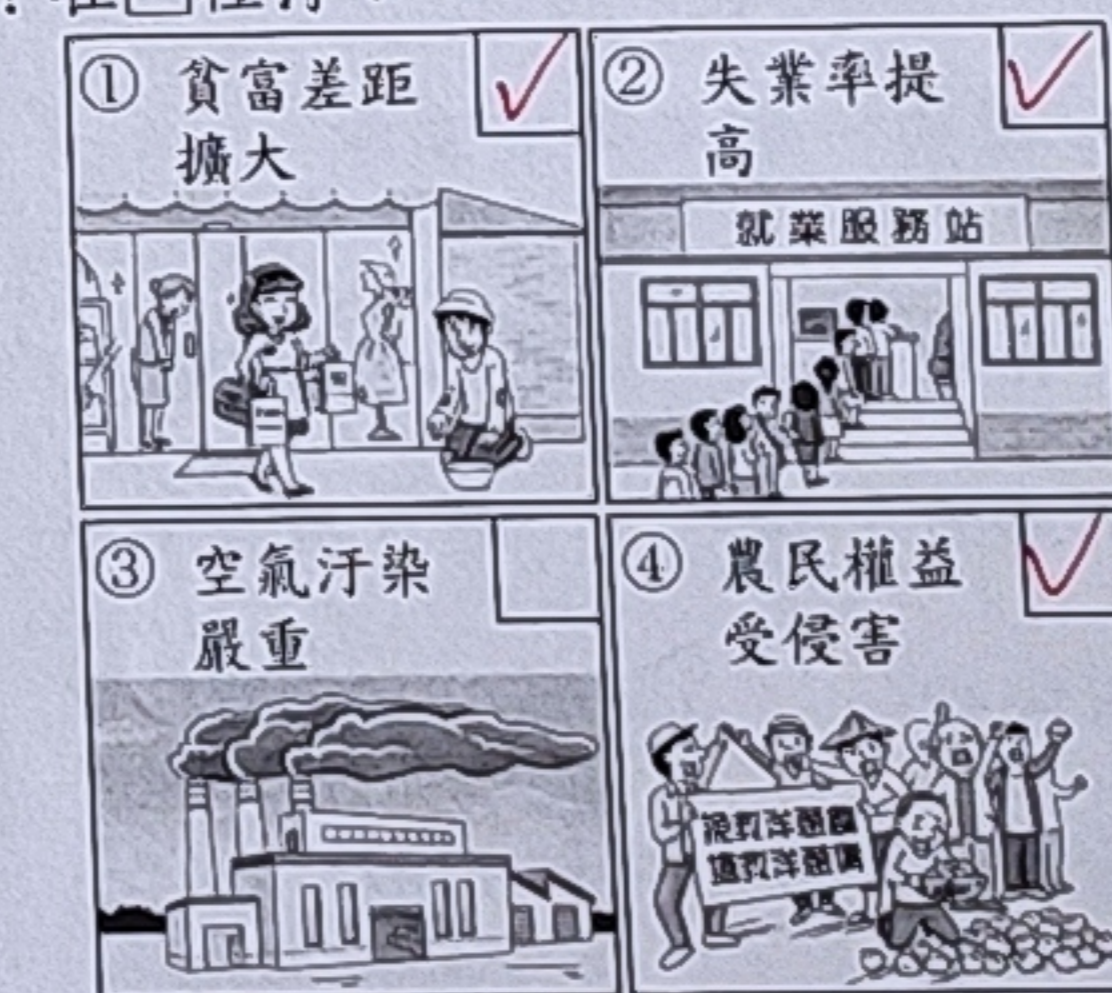 ① 貧富差距
擴大
② 失業率提
高
就業服務站
③ 空氣汙染
嚴重
④ 農民權益
受侵害